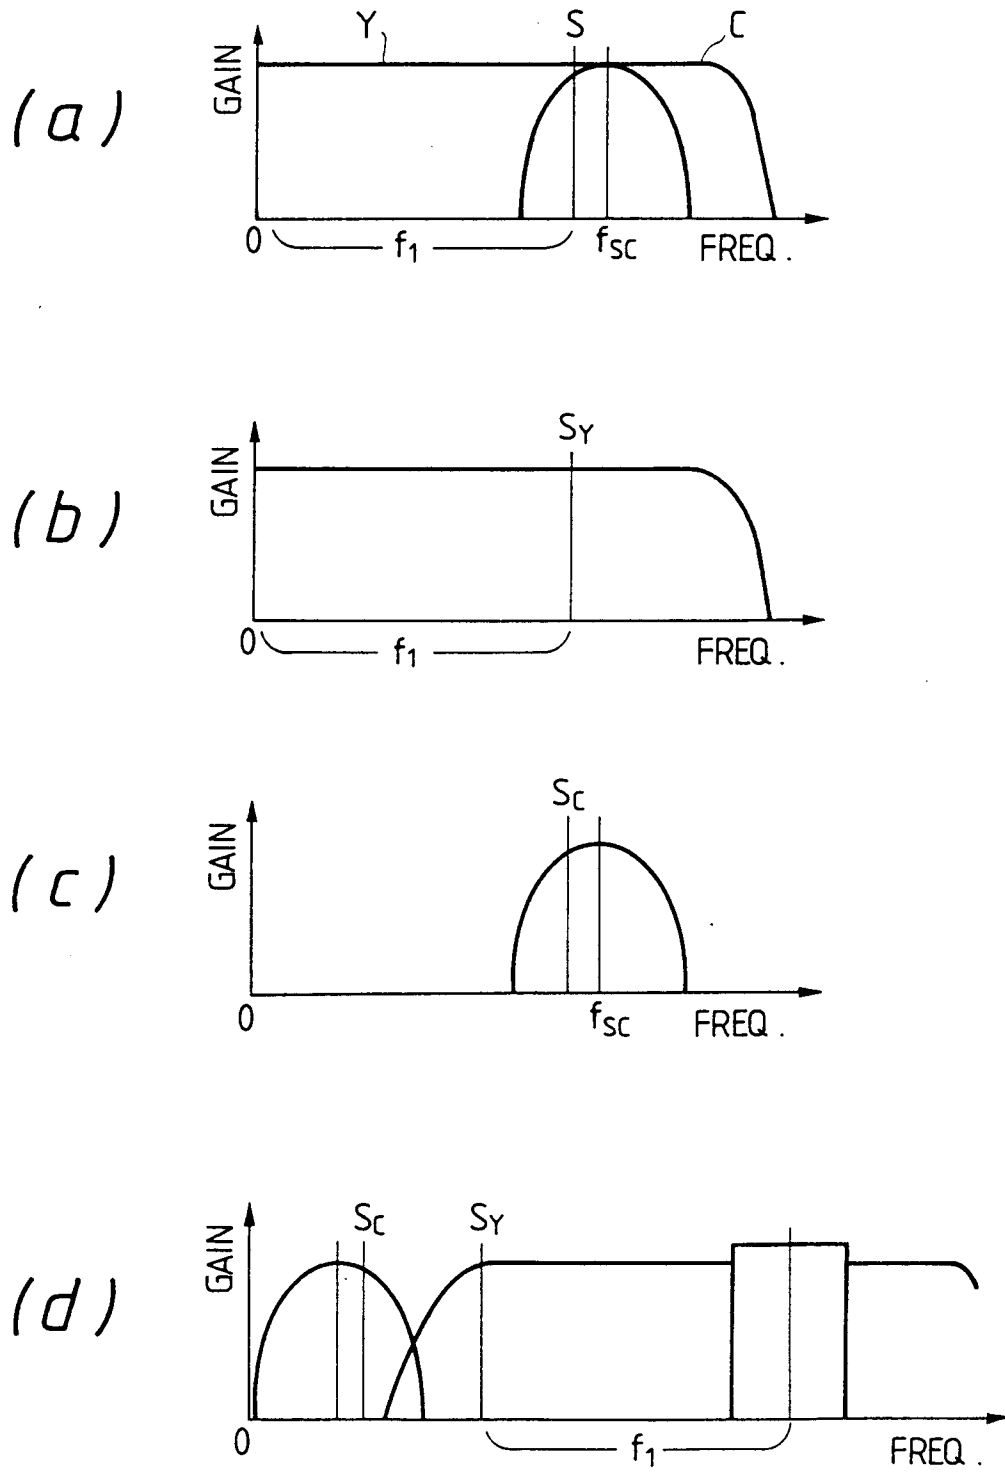 Y S C
(a) GAIN
0 f1 fSC FREQ.
SY
(b) GAIN
0 f1 FREQ.
SC
(c) GAIN
0 fSC FREQ.
SC SY
(d) GAIN
0 f1 FREQ.